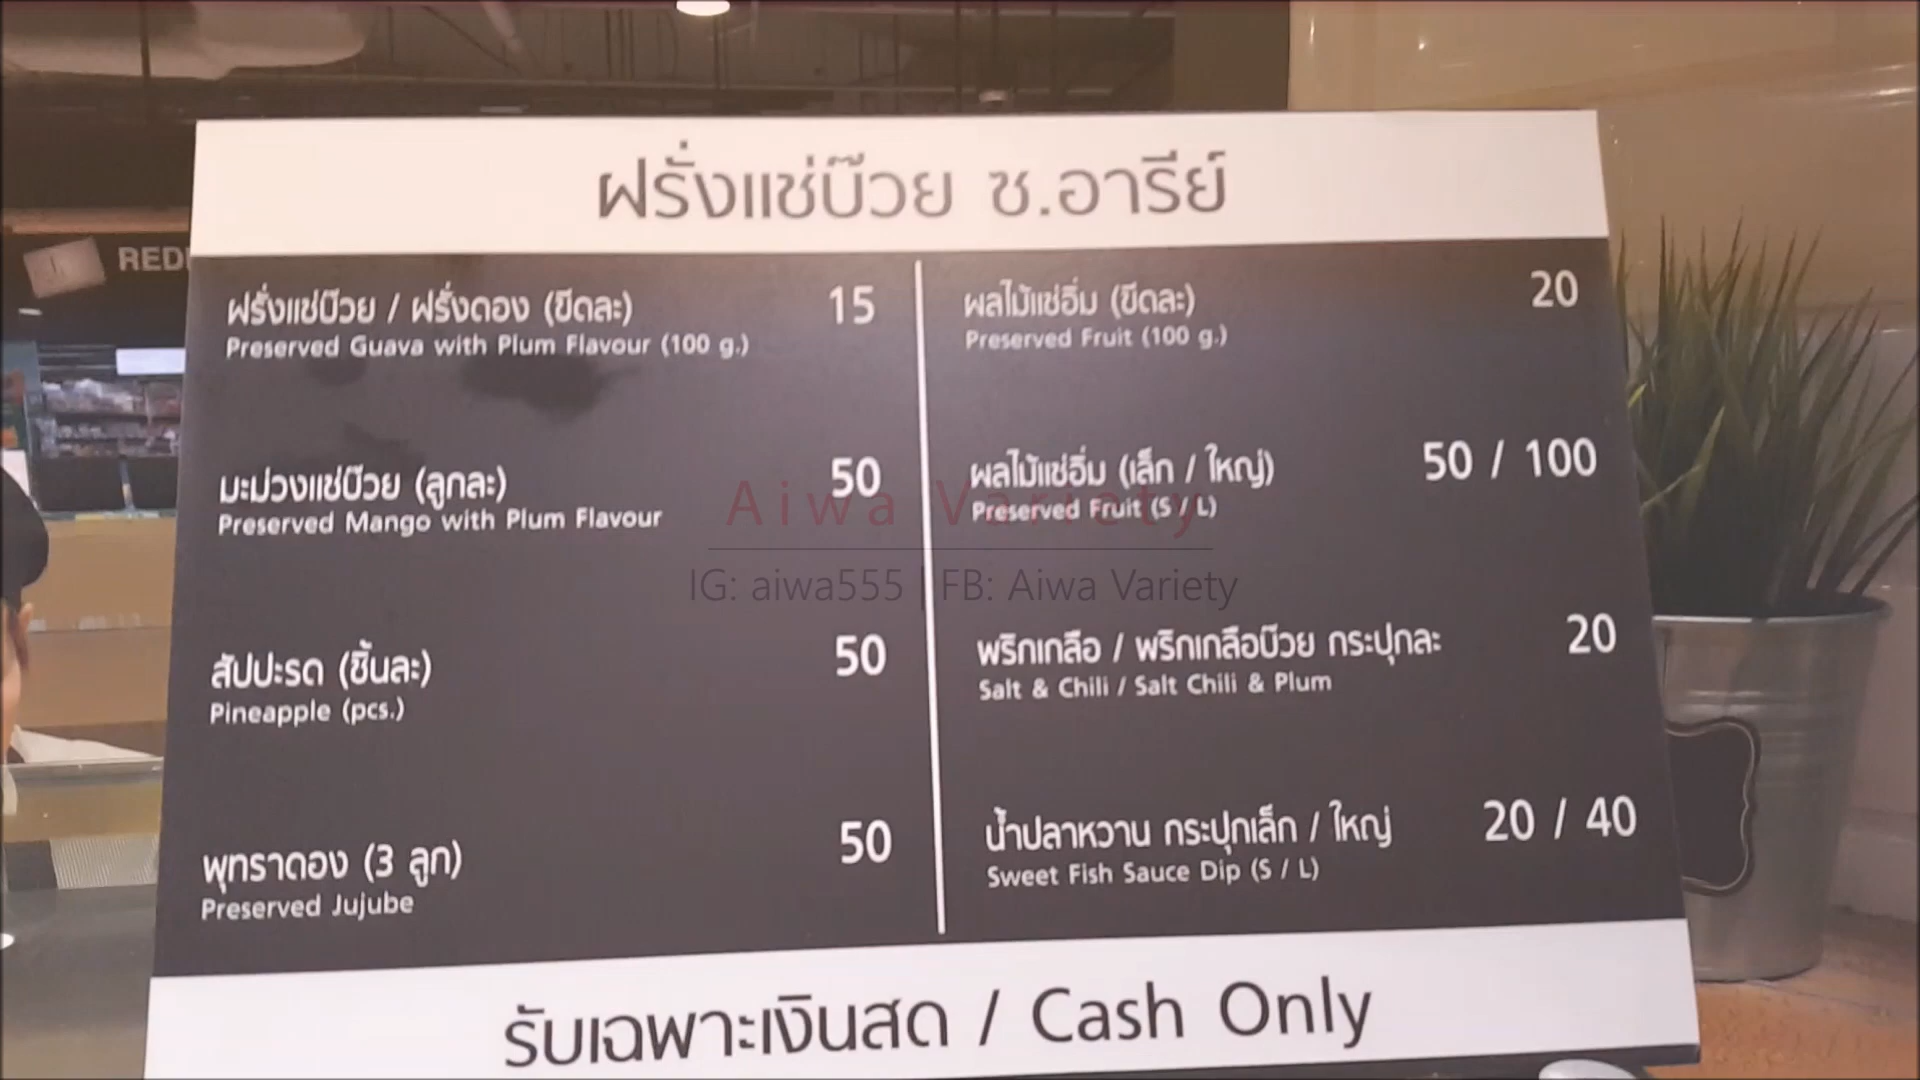 ฝรั่งแช่บ๊วย ซ.อารีย์
REDI
ฝรั่งแช่บ๊วย / ฝรั่งดอง (ขีดละ) 15
Preserved Guava with Plum Flavour (100 g.)
มะม่วงแช่บ๊วย (ลูกละ) 50
Preserved Mango with Plum Flavour
สัปปะรด (ชิ้นละ) 50
Pineapple (pcs.)
พุทราดอง (3 ลูก) 50
Preserved Jujube
ผลไม้แช่อิ่ม (ขีดละ) 20
Preserved Fruit (100 g.)
ผลไม้แช่อิ่ม (เล็ก / ใหญ่) 50 / 100
Preserved Fruit (S / L)
พริกเกลือ / พริกเกลือบ๊วย กระปุกละ 20
Salt & Chili / Salt Chili & Plum
น้ำปลาหวาน กระปุกเล็ก / ใหญ่ 20 / 40
Sweet Fish Sauce Dip (S / L)
รับเฉพาะเงินสด / Cash Only
Aiwa Variety
IG: aiwa555 | FB: Aiwa Variety